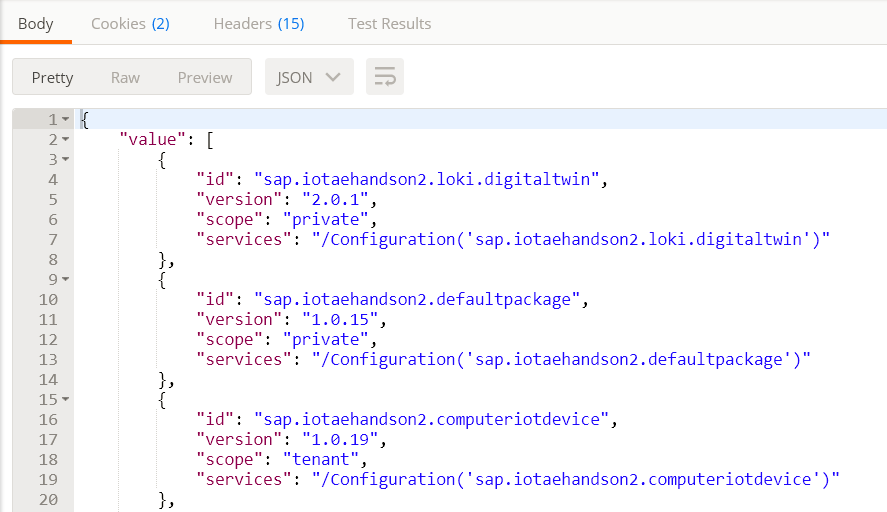 Body Cookies (2) Headers (15) Test Results
Pretty Raw Preview JSON
1 {
2 "value": [
3 {
4 "id": "sap.iotaehandson2.loki.digitaltwin",
5 "version": "2.0.1",
6 "scope": "private",
7 "services": "/Configuration('sap.iotaehandson2.loki.digitaltwin')"
8 },
9 {
10 "id": "sap.iotaehandson2.defaultpackage",
11 "version": "1.0.15",
12 "scope": "private",
13 "services": "/Configuration('sap.iotaehandson2.defaultpackage')"
14 },
15 {
16 "id": "sap.iotaehandson2.computeriotdevice",
17 "version": "1.0.19",
18 "scope": "tenant",
19 "services": "/Configuration('sap.iotaehandson2.computeriotdevice')"
20 },